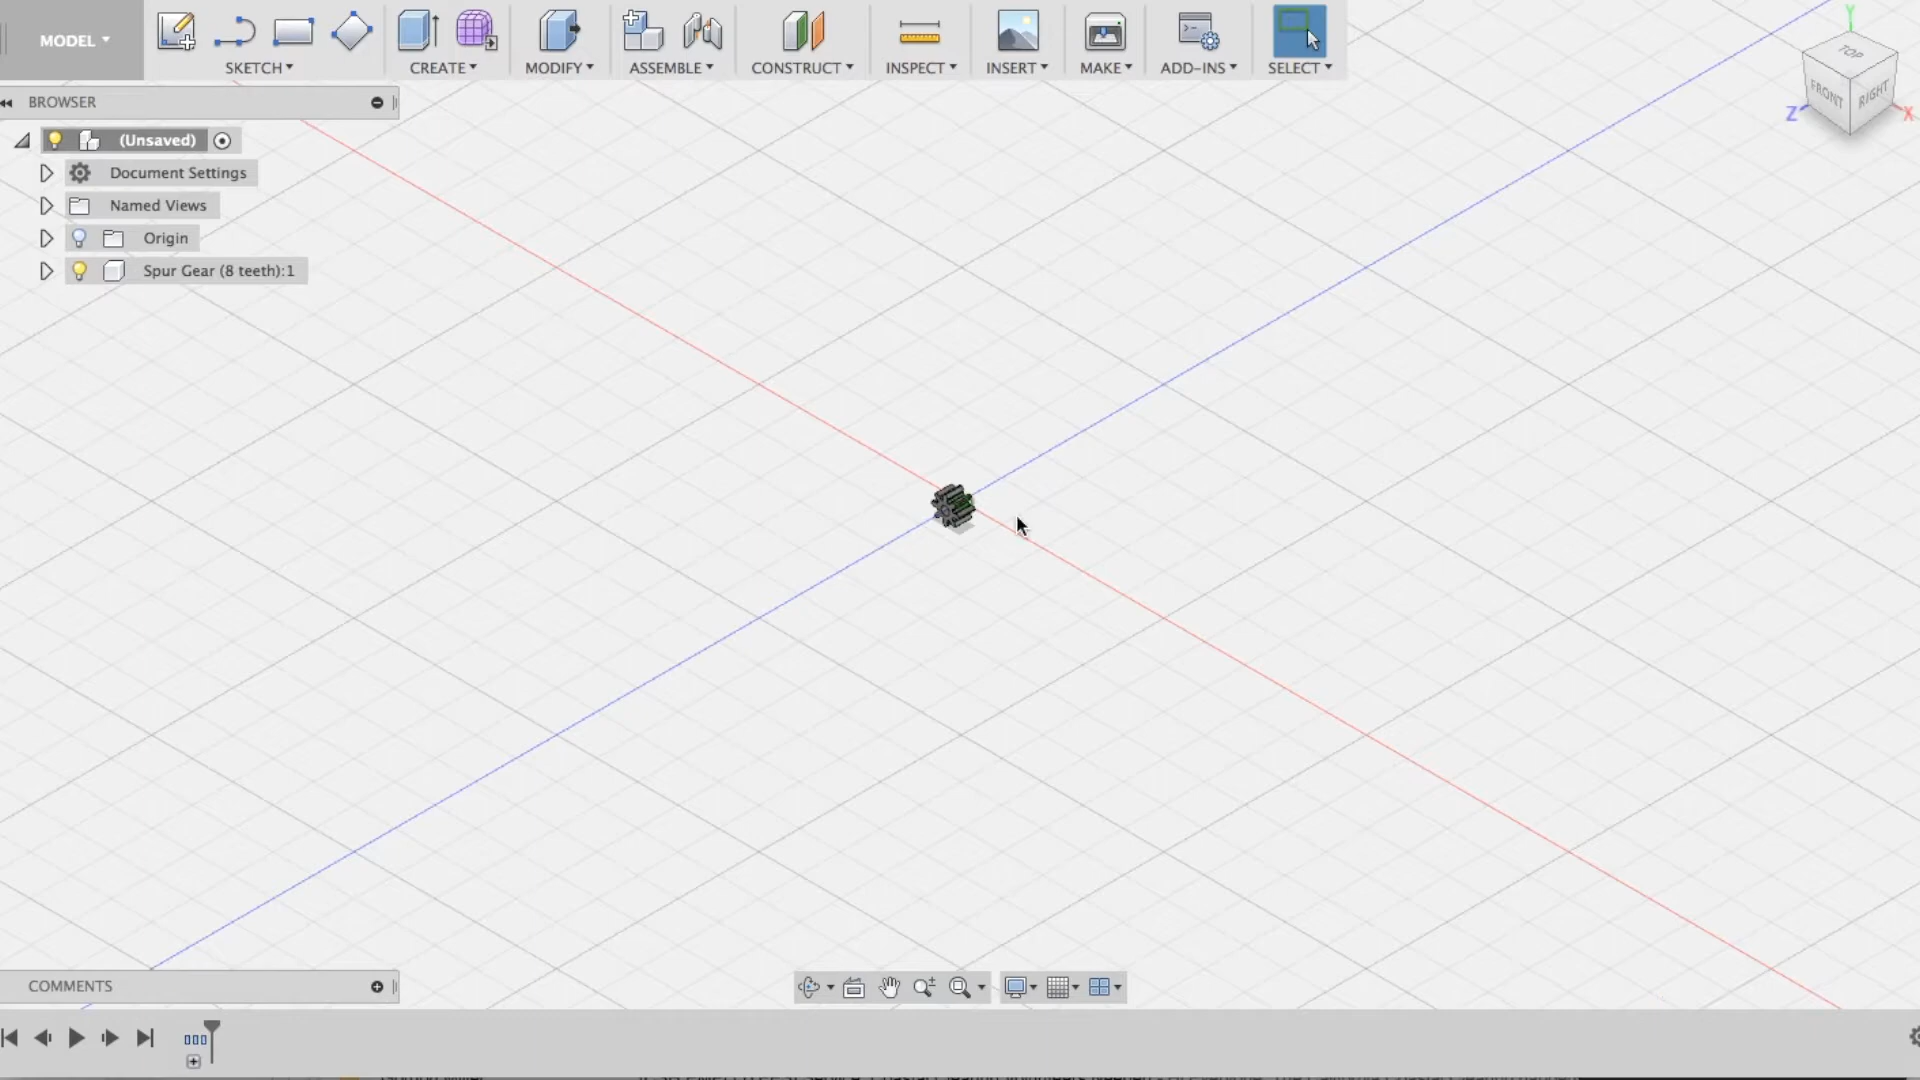 MODEL
SKETCH
CREATE
MODIFY
ASSEMBLE
CONSTRUCT
INSPECT
INSERT
MAKE
ADD-INS
SELECT
Y
TOP
FRONT
RIGHT
Z
X
BROWSER
(Unsaved)
Document Settings
Named Views
Origin
Spur Gear (8 teeth):1
COMMENTS